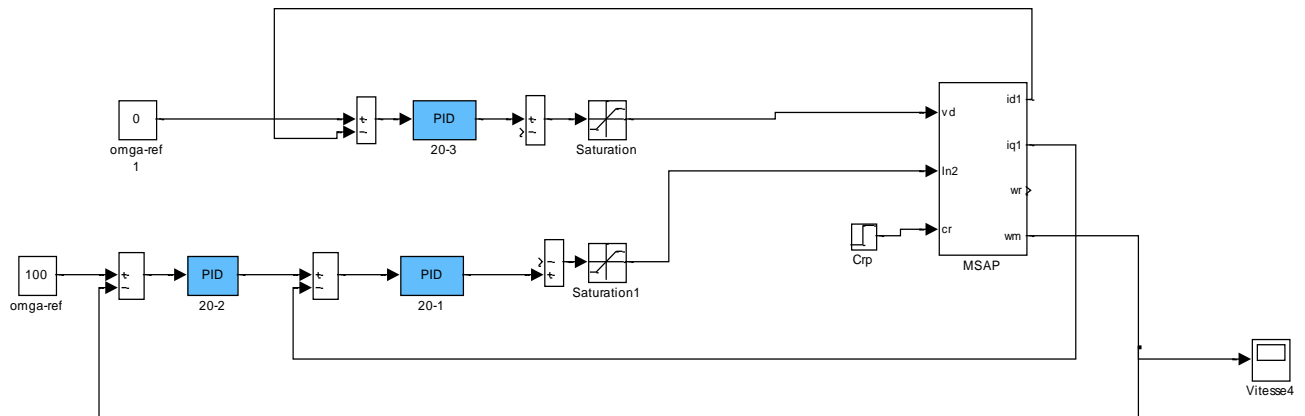 id1
vd
0
PID
omga-ref
1
20-3
Saturation
iq1
In2
wr
cr
wm
Crp
MSAP
100
PID
PID
omga-ref
20-2
20-1
Saturation1
Vitesse4